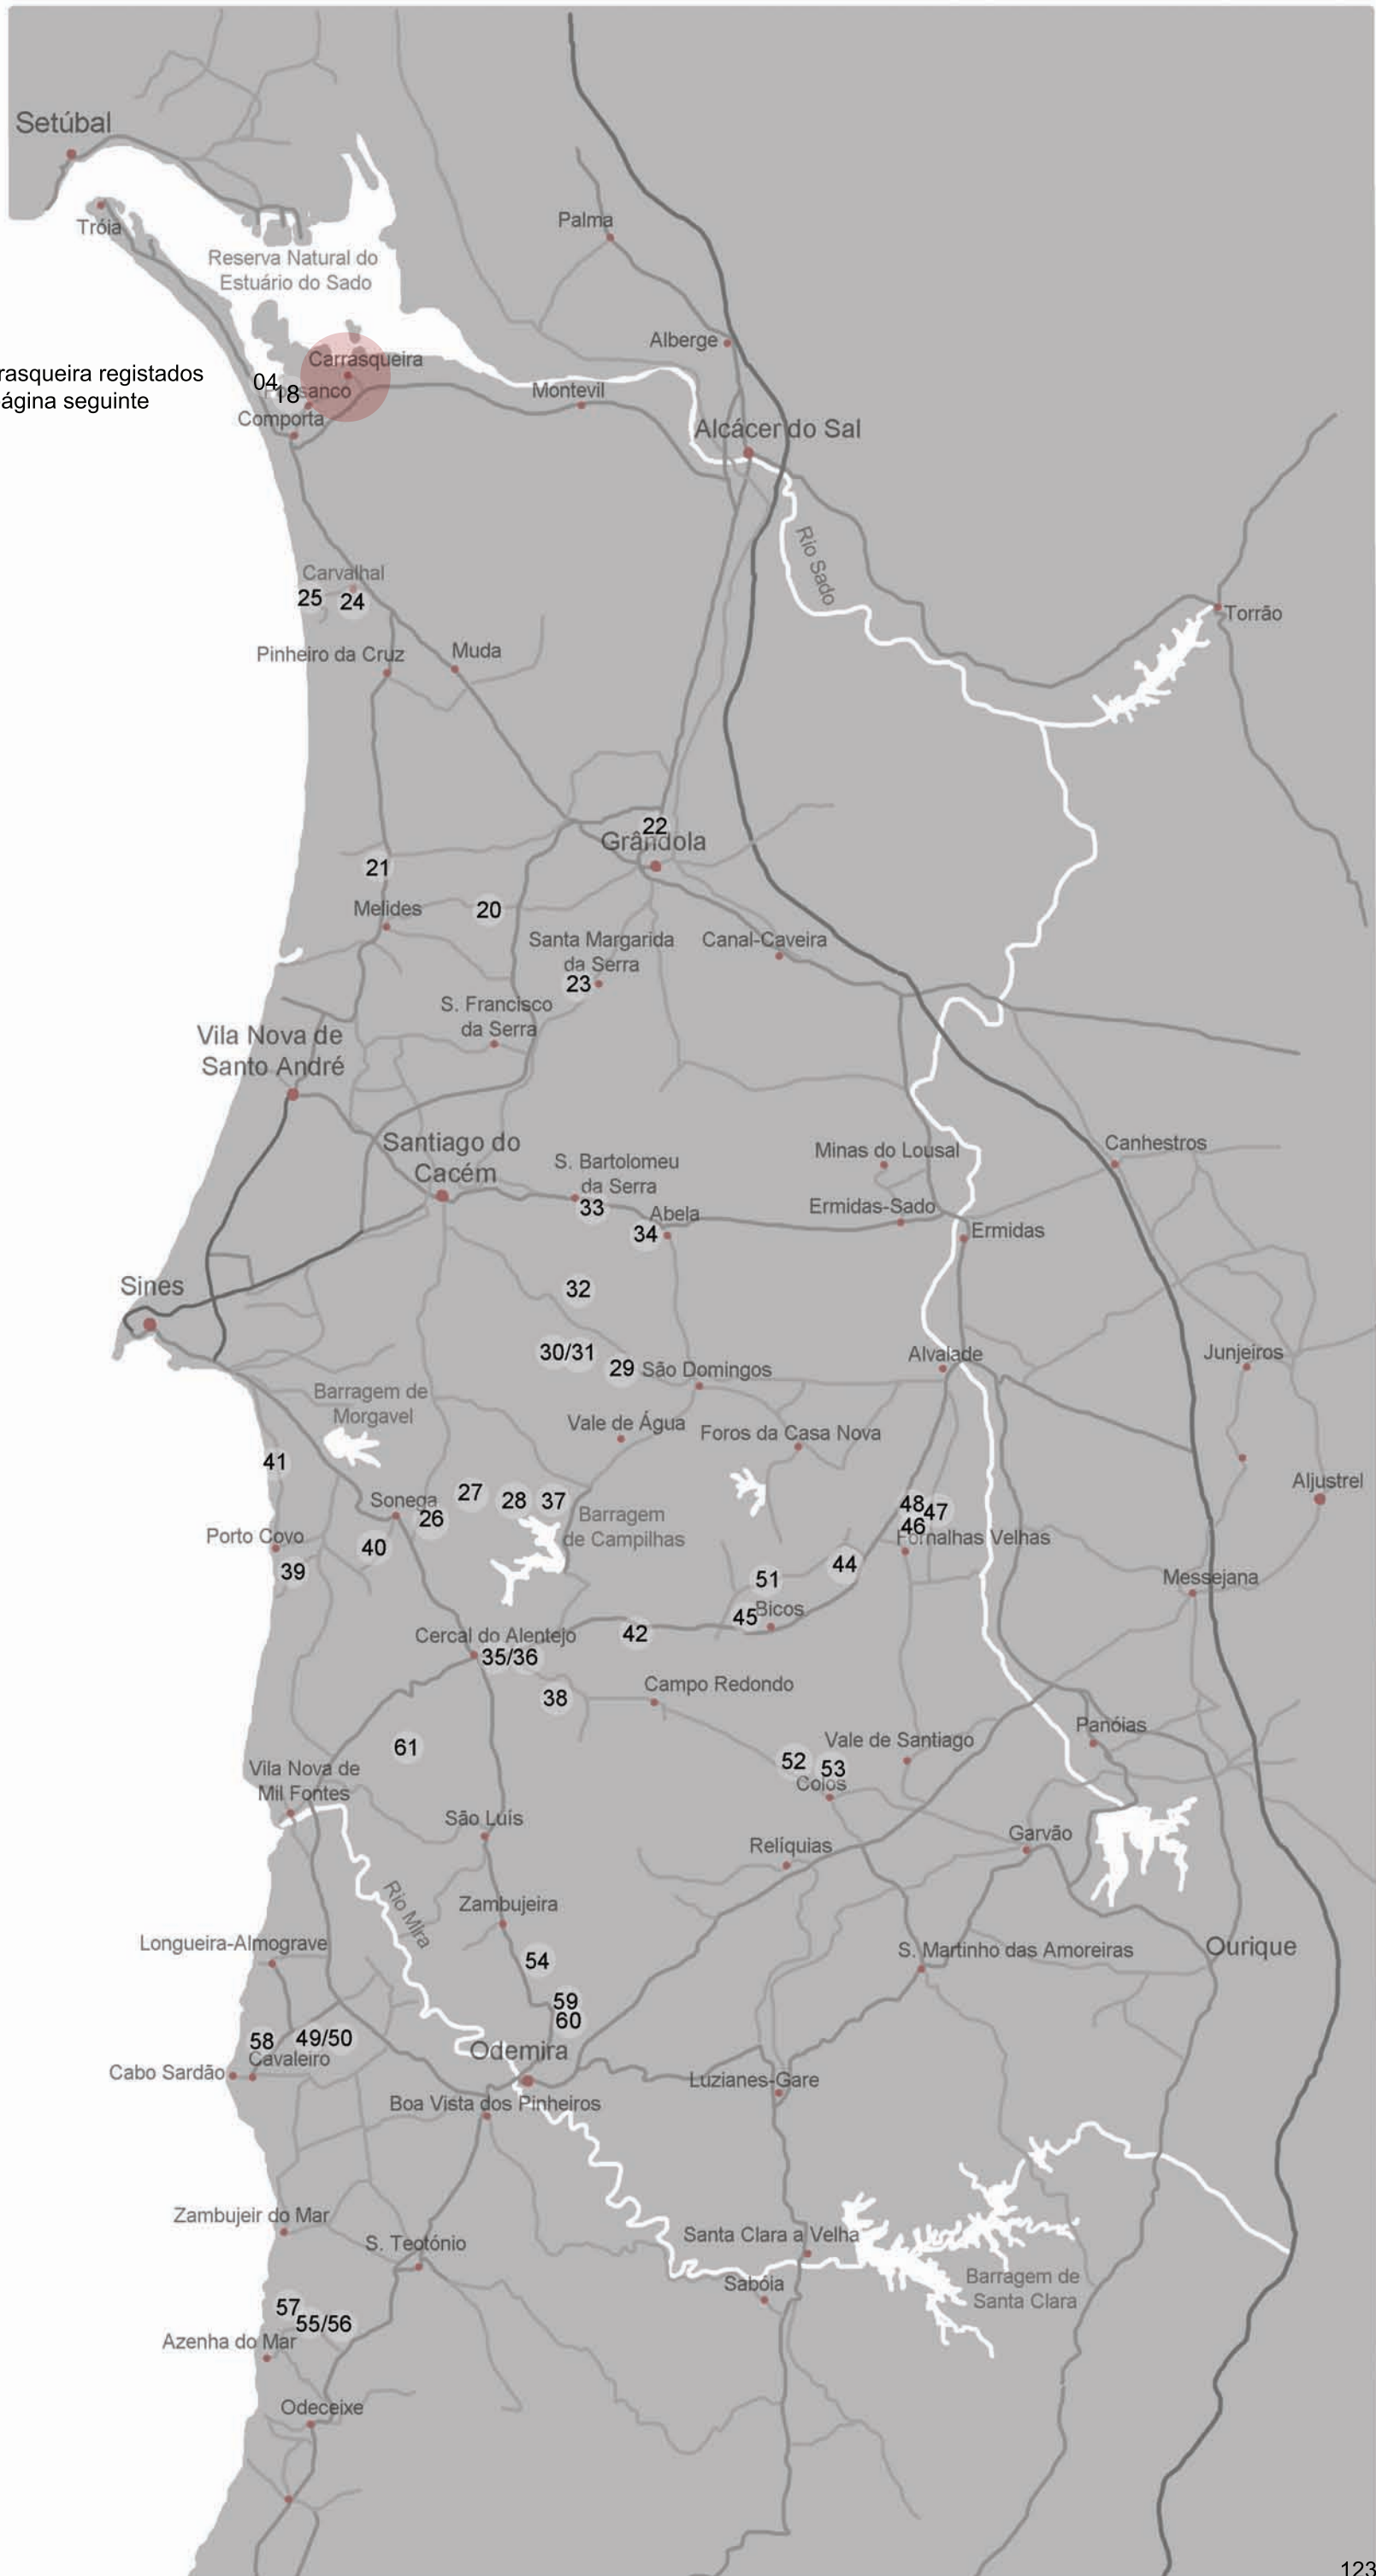 Setúbal
Tróia
Palma
Reserva Natural do
Estuário do Sado
Alberge
Carrasqueira
rasqueira registados
ágina seguinte
04
18
sanco
Montevil
Comporta
Alcácer do Sal
Rio Sado
Carvalhal
25
24
Torrão
Pinheiro da Cruz
Muda
22
Grândola
21
Melides
20
Santa Margarida
da Serra
Canal-Caveira
23
S. Francisco
da Serra
Vila Nova de
Santo André
Santiago do
Cacém
S. Bartolomeu
da Serra
Minas do Lousal
Canhestros
33
Abela
Ermidas-Sado
34
Ermidas
Sines
32
30/31
29
São Domingos
Alvalade
Junjeiros
Barragem de
Morgavel
Vale de Água
Foros da Casa Nova
41
Aljustrel
Sonega
27
28
37
26
Barragem
de Campilhas
48
47
46
Fornalhas Velhas
Porto Covo
40
39
44
51
Messejana
45
Bicos
Cercal do Alentejo
42
35/36
38
Campo Redondo
61
Vale de Santiago
Panóias
52
53
Colos
Vila Nova de
Mil Fontes
São Luís
Relíquias
Garvão
Rio Mira
Zambujeira
Longueira-Almograve
54
S. Martinho das Amoreiras
Ourique
59
60
58
49/50
Cavaleiro
Odemira
Cabo Sardão
Luzianes-Gare
Boa Vista dos Pinheiros
Zambujeir do Mar
S. Teotónio
Santa Clara a Velha
Sabóia
Barragem de
Santa Clara
57
55/56
Azenha do Mar
Odeceixe
123